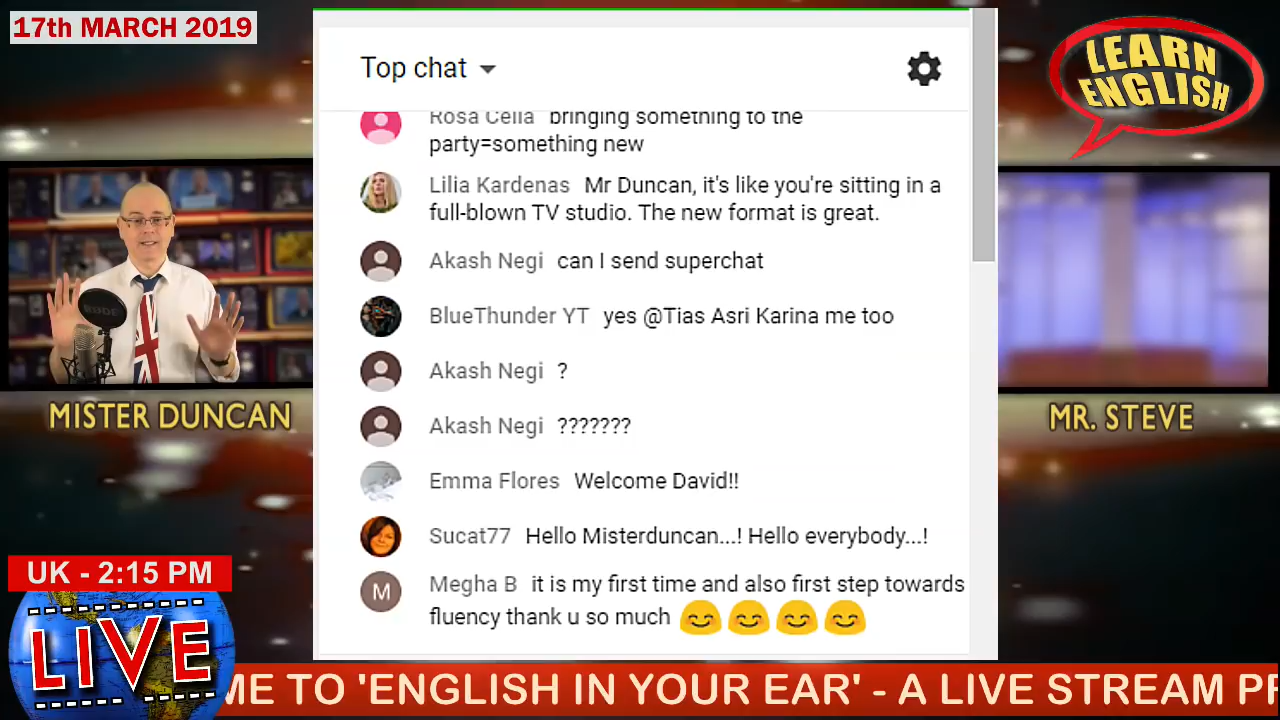 17th MARCH 2019
LEARN
ENGLISH
Top chat
Rosa Cella bringing something to the
party=something new
Lilia Kardenas Mr Duncan, it's like you're sitting in a
full-blown TV studio. The new format is great.
Akash Negi can I send superchat
BlueThunder YT yes @Tias Asri Karina me too
Akash Negi ?
Akash Negi ???????
Emma Flores Welcome David!!
Sucat77 Hello Misterduncan...! Hello everybody...!
M Megha B it is my first time and also first step towards
fluency thank u so much 😊😊😊😊
RODE
MISTER DUNCAN
MR. STEVE
UK - 2:15 PM
LIVE
ME TO 'ENGLISH IN YOUR EAR' - A LIVE STREAM